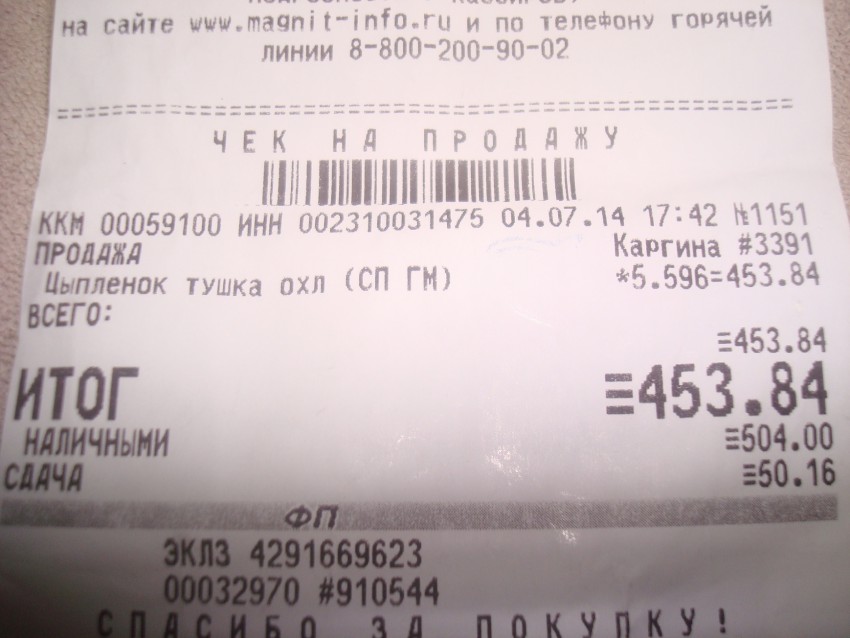 на сайте www.magnit-info.ru и по телефону горячей
линии 8-800-200-90-02
================================================
ЧЕК НА ПРОДАЖУ
ККМ 00059100 ИНН 002310031475 04.07.14 17:42 №1151
ПРОДАЖА Каргина #3391
Цыпленок тушка охл (СП ГМ) *5.596=453.84
ВСЕГО:
≡453.84
ИТОГ ≡453.84
НАЛИЧНЫМИ ≡504.00
СДАЧА ≡50.16
ФП
ЭКЛЗ 4291669623
00032970 #910544
СПАСИБО ЗА ПОКУПКУ!